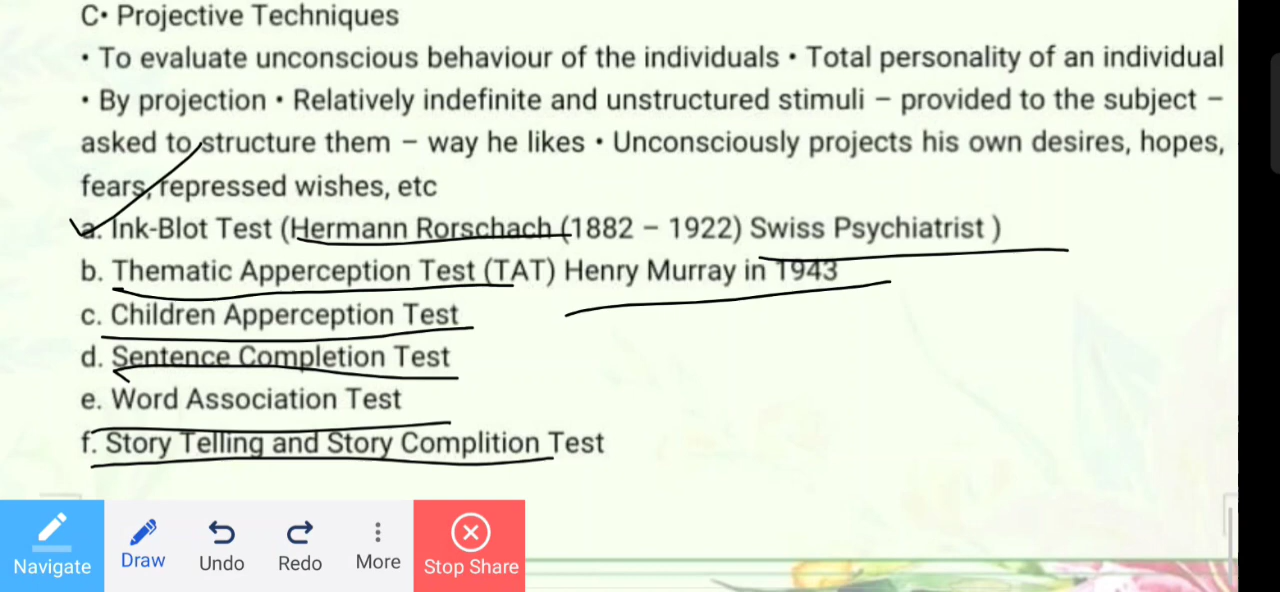 C• Projective Techniques
• To evaluate unconscious behaviour of the individuals • Total personality of an individual
• By projection • Relatively indefinite and unstructured stimuli – provided to the subject –
asked to structure them – way he likes • Unconsciously projects his own desires, hopes,
fears, repressed wishes, etc
a. Ink-Blot Test (Hermann Rorschach (1882 – 1922) Swiss Psychiatrist )
b. Thematic Apperception Test (TAT) Henry Murray in 1943
c. Children Apperception Test
d. Sentence Completion Test
e. Word Association Test
f. Story Telling and Story Complition Test
Navigate Draw Undo Redo More Stop Share